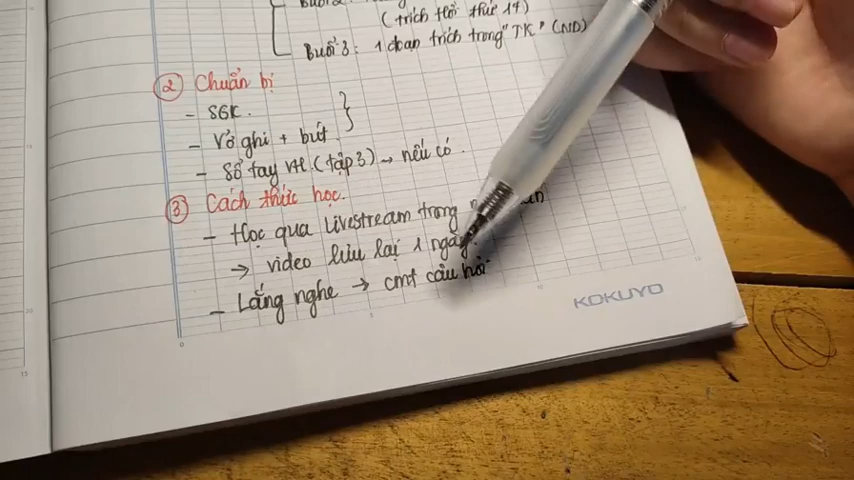 (trích hồi thứ 14)
Buổi 3: 1 đoạn trích trong "TK" (ND)
② Chuẩn bị
- SGK.
- Vở ghi + bút
- Sổ tay VH (tập 3) → nếu có.
③ Cách thức học.
- Học qua Livestream trong
→ video lưu lại 1 ngày.
- Lắng nghe → cmt câu hỏi
KOKUYO